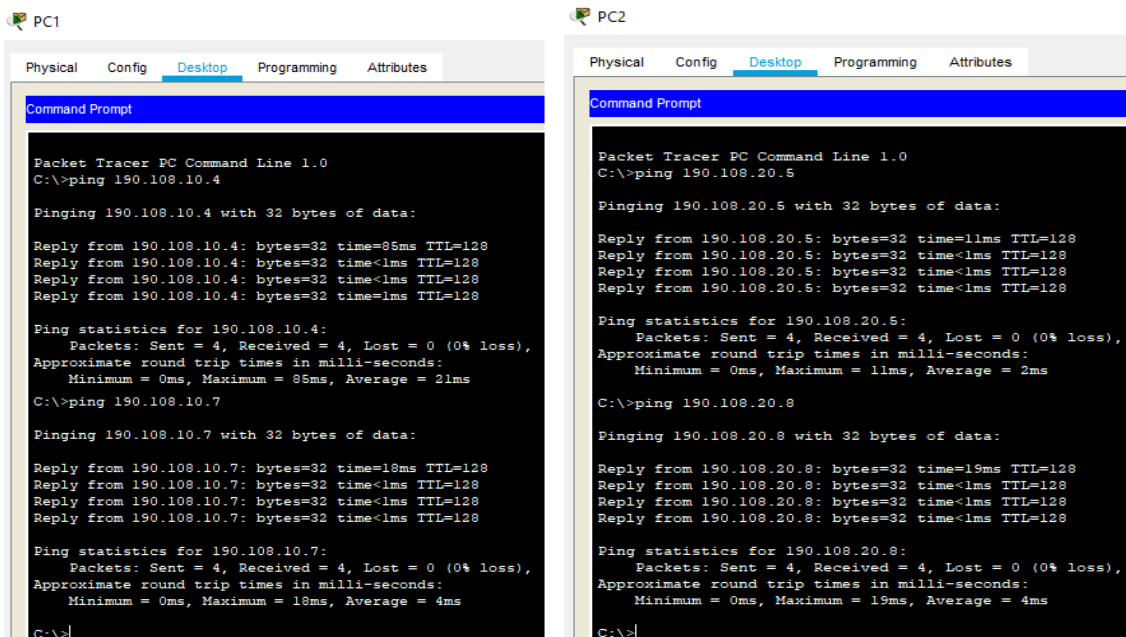 PC1
Physical Config Desktop Programming Attributes
Command Prompt
Packet Tracer PC Command Line 1.0
C:\>ping 190.108.10.4
Pinging 190.108.10.4 with 32 bytes of data:
Reply from 190.108.10.4: bytes=32 time=85ms TTL=128
Reply from 190.108.10.4: bytes=32 time<1ms TTL=128
Reply from 190.108.10.4: bytes=32 time<1ms TTL=128
Reply from 190.108.10.4: bytes=32 time=1ms TTL=128
Ping statistics for 190.108.10.4:
Packets: Sent = 4, Received = 4, Lost = 0 (0% loss),
Approximate round trip times in milli-seconds:
Minimum = 0ms, Maximum = 85ms, Average = 21ms
C:\>ping 190.108.10.7
Pinging 190.108.10.7 with 32 bytes of data:
Reply from 190.108.10.7: bytes=32 time=18ms TTL=128
Reply from 190.108.10.7: bytes=32 time<1ms TTL=128
Reply from 190.108.10.7: bytes=32 time<1ms TTL=128
Reply from 190.108.10.7: bytes=32 time<1ms TTL=128
Ping statistics for 190.108.10.7:
Packets: Sent = 4, Received = 4, Lost = 0 (0% loss),
Approximate round trip times in milli-seconds:
Minimum = 0ms, Maximum = 18ms, Average = 4ms
C:\>
PC2
Physical Config Desktop Programming Attributes
Command Prompt
Packet Tracer PC Command Line 1.0
C:\>ping 190.108.20.5
Pinging 190.108.20.5 with 32 bytes of data:
Reply from 190.108.20.5: bytes=32 time=11ms TTL=128
Reply from 190.108.20.5: bytes=32 time<1ms TTL=128
Reply from 190.108.20.5: bytes=32 time<1ms TTL=128
Reply from 190.108.20.5: bytes=32 time<1ms TTL=128
Ping statistics for 190.108.20.5:
Packets: Sent = 4, Received = 4, Lost = 0 (0% loss),
Approximate round trip times in milli-seconds:
Minimum = 0ms, Maximum = 11ms, Average = 2ms
C:\>ping 190.108.20.8
Pinging 190.108.20.8 with 32 bytes of data:
Reply from 190.108.20.8: bytes=32 time=19ms TTL=128
Reply from 190.108.20.8: bytes=32 time<1ms TTL=128
Reply from 190.108.20.8: bytes=32 time<1ms TTL=128
Reply from 190.108.20.8: bytes=32 time<1ms TTL=128
Ping statistics for 190.108.20.8:
Packets: Sent = 4, Received = 4, Lost = 0 (0% loss),
Approximate round trip times in milli-seconds:
Minimum = 0ms, Maximum = 19ms, Average = 4ms
C:\>